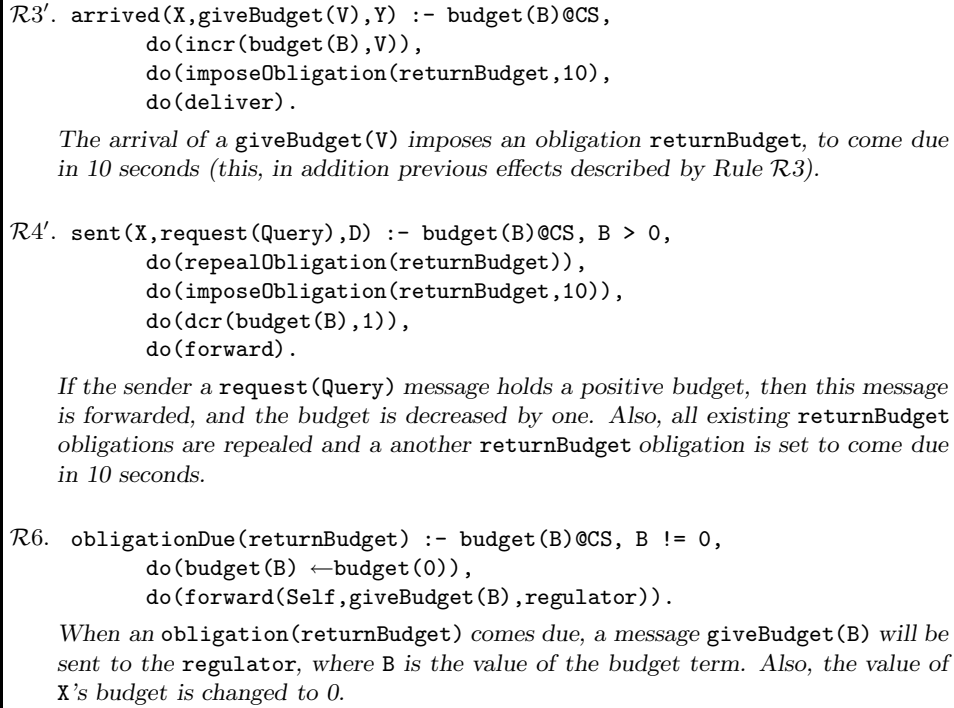 R3′. arrived(X,giveBudget(V),Y) :- budget(B)@CS,
do(incr(budget(B),V)),
do(imposeObligation(returnBudget,10),
do(deliver).
The arrival of a giveBudget(V) imposes an obligation returnBudget, to come due
in 10 seconds (this, in addition previous effects described by Rule R3).
R4′. sent(X,request(Query),D) :- budget(B)@CS, B > 0,
do(repealObligation(returnBudget)),
do(imposeObligation(returnBudget,10)),
do(dcr(budget(B),1)),
do(forward).
If the sender a request(Query) message holds a positive budget, then this message
is forwarded, and the budget is decreased by one. Also, all existing returnBudget
obligations are repealed and a another returnBudget obligation is set to come due
in 10 seconds.
R6. obligationDue(returnBudget) :- budget(B)@CS, B != 0,
do(budget(B) ←budget(0)),
do(forward(Self,giveBudget(B),regulator)).
When an obligation(returnBudget) comes due, a message giveBudget(B) will be
sent to the regulator, where B is the value of the budget term. Also, the value of
X's budget is changed to 0.